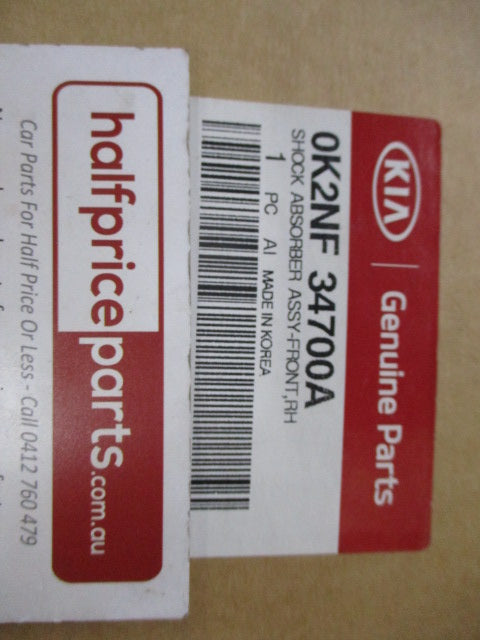 KIA Genuine Parts
0K2NF 34700A
SHOCK ABSORBER ASSY-FRONT,RH
1 PC AI MADE IN KOREA
halfpriceparts.com.au
Car Parts For Half Price Or Less - Call 0412 760 479